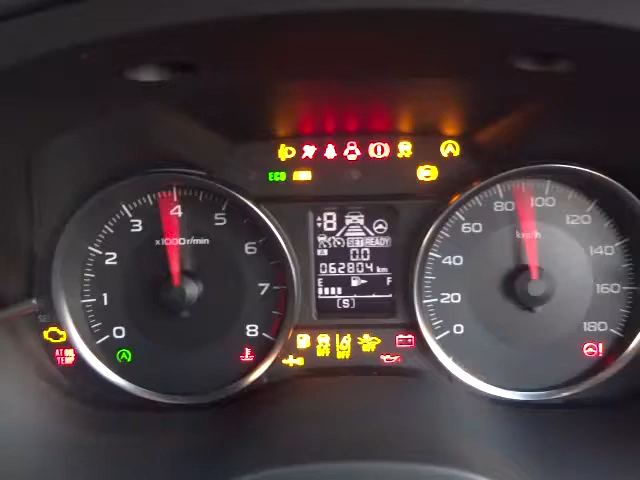 ECO
80 100
3 4 5
60 120
x1000r/min
8
km/h
2 6
SET READY
40 140
0.0
1 7
062804 km
20 160
E F
0 8
[S]
0 180
AT OIL
TEMP
A
OFF OFF OFF
!